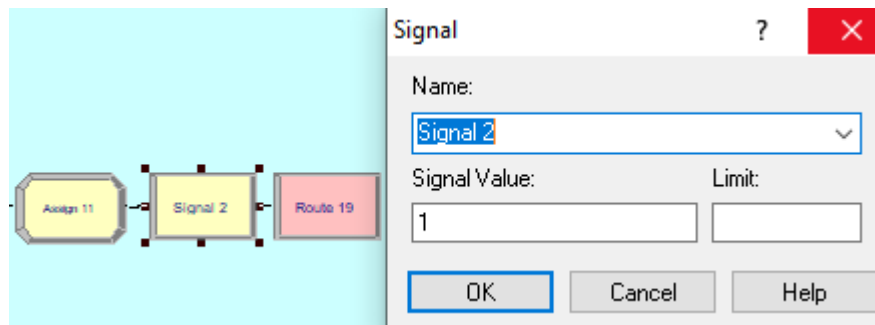 Signal
?
Name:
Signal 2
Signal Value:
Limit:
1
Assign 11
Signal 2
Route 19
OK
Cancel
Help